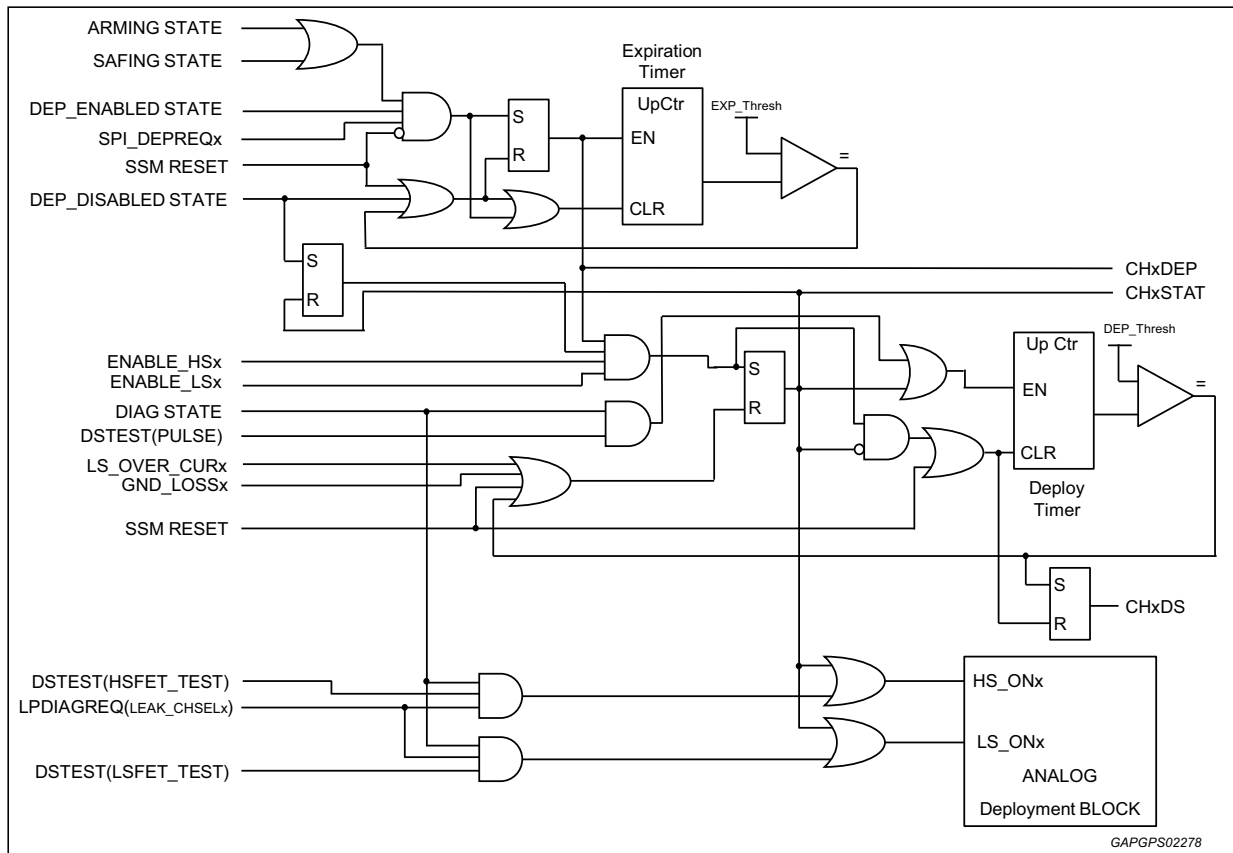 ARMING STATE
SAFING STATE
DEP_ENABLED STATE
SPI_DEPREQx
SSM RESET
DEP_DISABLED STATE
Expiration
Timer
UpCtr
EN
CLR
EXP_Thresh
=
S
R
S
R
CHxDEP
CHxSTAT
ENABLE_HSx
ENABLE_LSx
DIAG STATE
DSTEST(PULSE)
LS_OVER_CURx
GND_LOSSx
SSM RESET
S
R
Up Ctr
EN
CLR
Deploy
Timer
DEP_Thresh
=
S
R
CHxDS
DSTEST(HSFET_TEST)
LPDIAGREQ(LEAK_CHSELx)
DSTEST(LSFET_TEST)
HS_ONx
LS_ONx
ANALOG
Deployment BLOCK
GAPGPS02278